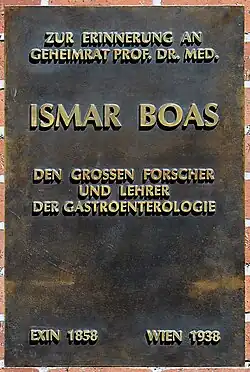 ZUR ERINNERUNG AN
GEHEIMRAT PROF. DR. MED.
ISMAR BOAS
DEN GROSSEN FORSCHER
UND LEHRER
DER GASTROENTEROLOGIE
EXIN 1858 WIEN 1938